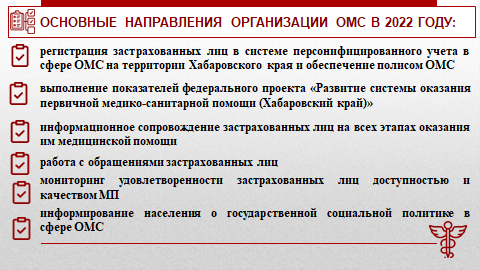 ОСНОВНЫЕ НАПРАВЛЕНИЯ ОРГАНИЗАЦИИ ОМС В 2022 ГОДУ:
регистрация застрахованных лиц в системе персонифицированного учета в
сфере ОМС на территории Хабаровского края и обеспечение полисом ОМС
выполнение показателей федерального проекта «Развитие системы оказания
первичной медико-санитарной помощи (Хабаровский край)»
информационное сопровождение застрахованных лиц на всех этапах оказания
им медицинской помощи
работа с обращениями застрахованных лиц
мониторинг удовлетворенности застрахованных лиц доступностью и
качеством МП
информирование населения о государственной социальной политике в
сфере ОМС